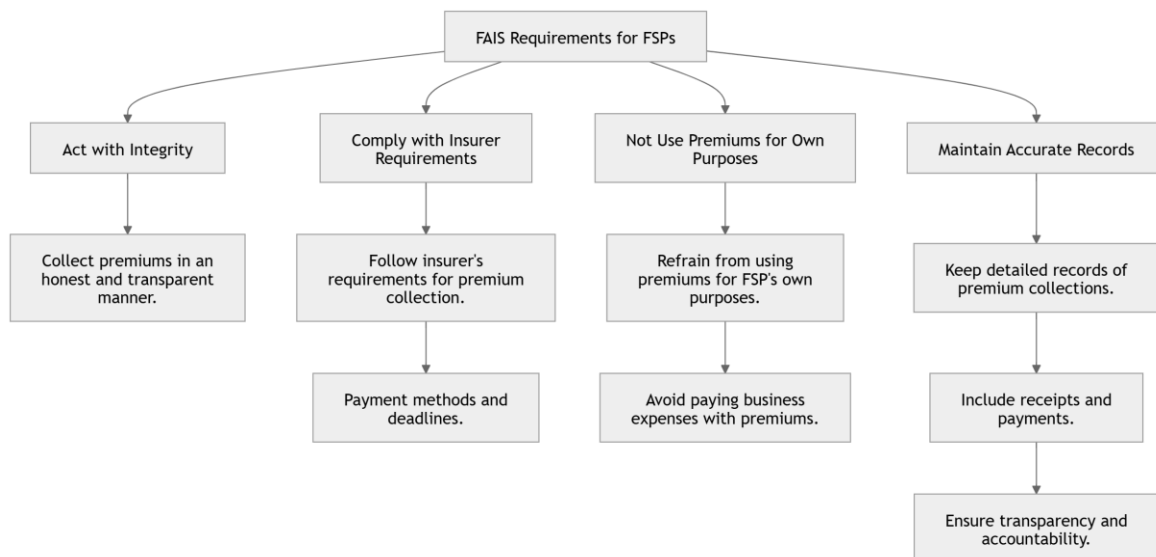 FAIS Requirements for FSPs
Act with Integrity
Comply with Insurer
Requirements
Not Use Premiums for Own
Purposes
Maintain Accurate Records
Collect premiums in an
honest and transparent
manner.
Follow insurer's
requirements for premium
collection.
Refrain from using
premiums for FSP's own
purposes.
Keep detailed records of
premium collections.
Payment methods and
deadlines.
Avoid paying business
expenses with premiums.
Include receipts and
payments.
Ensure transparency and
accountability.